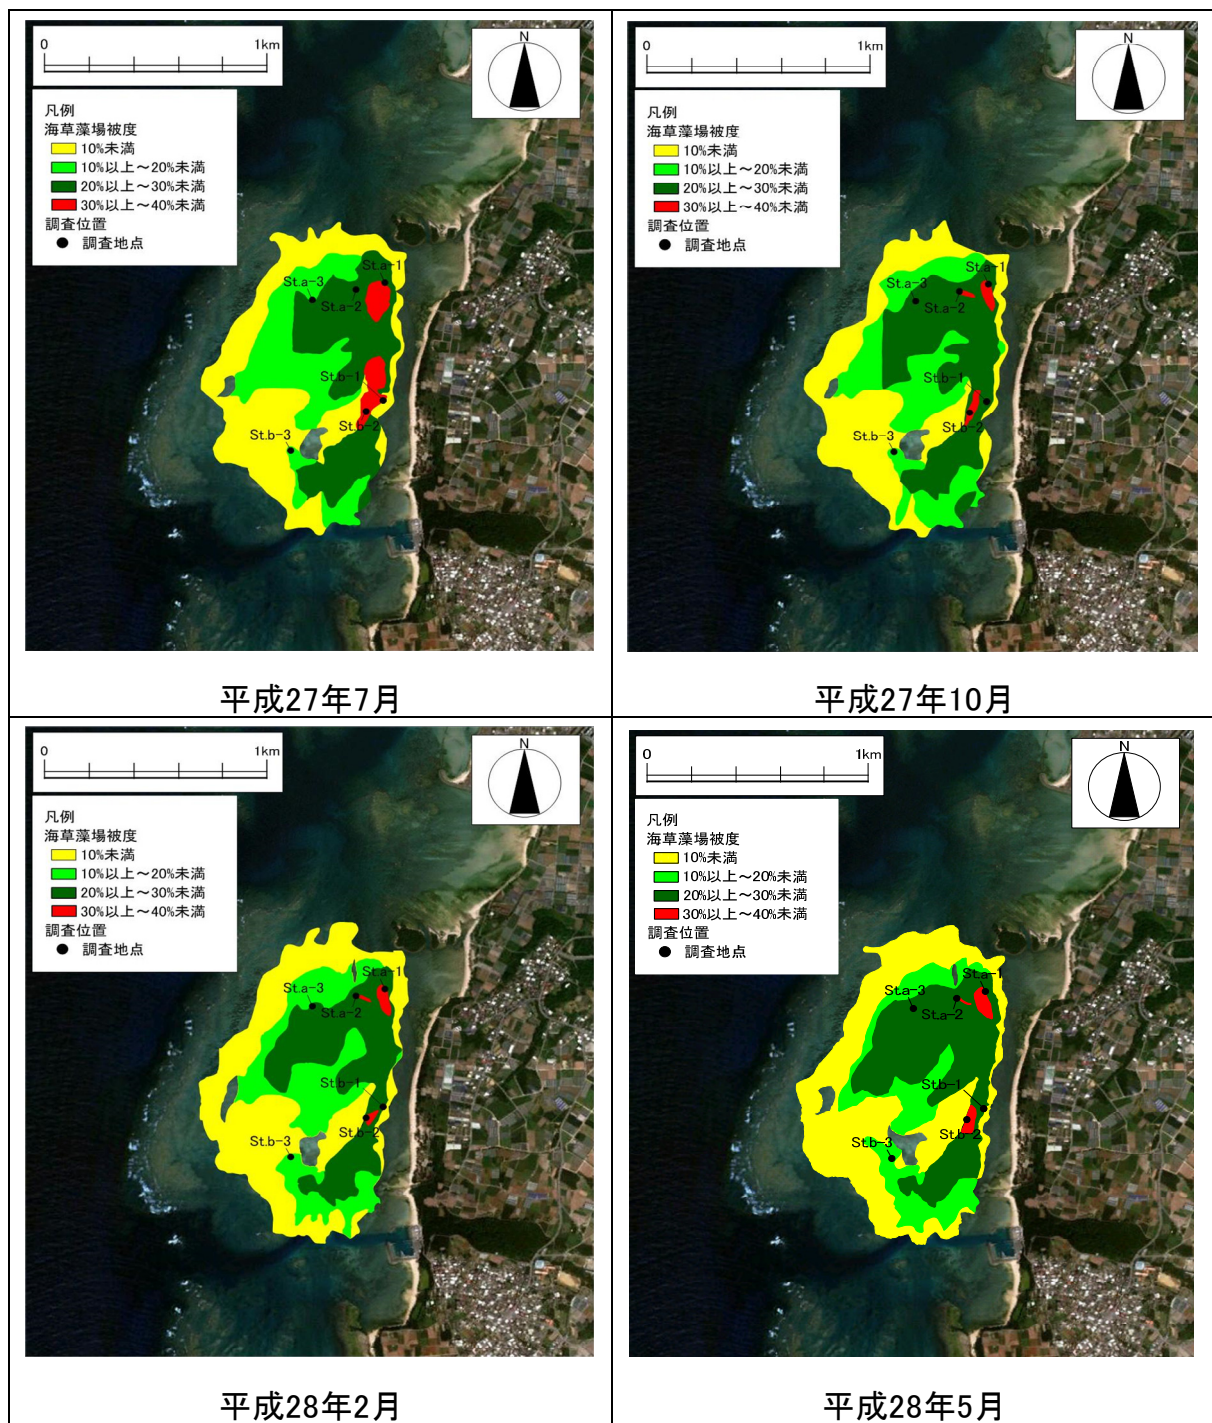 0 1km
N
凡例
海草藻場被度
10%未満
10%以上～20%未満
20%以上～30%未満
30%以上～40%未満
調査位置
調査地点
St.a-1
St.a-3
St.a-2
St.b-1
St.b-2
St.b-3
平成27年7月
0 1km
N
凡例
海草藻場被度
10%未満
10%以上～20%未満
20%以上～30%未満
30%以上～40%未満
調査位置
調査地点
St.a-1
St.a-3
St.a-2
St.b-1
St.b-2
St.b-3
平成27年10月
0 1km
N
凡例
海草藻場被度
10%未満
10%以上～20%未満
20%以上～30%未満
30%以上～40%未満
調査位置
調査地点
St.a-1
St.a-3
St.a-2
St.b-1
St.b-2
St.b-3
平成28年2月
0 1km
N
凡例
海草藻場被度
10%未満
10%以上～20%未満
20%以上～30%未満
30%以上～40%未満
調査位置
調査地点
St.a-1
St.a-3
St.a-2
St.b-1
St.b-2
St.b-3
平成28年5月